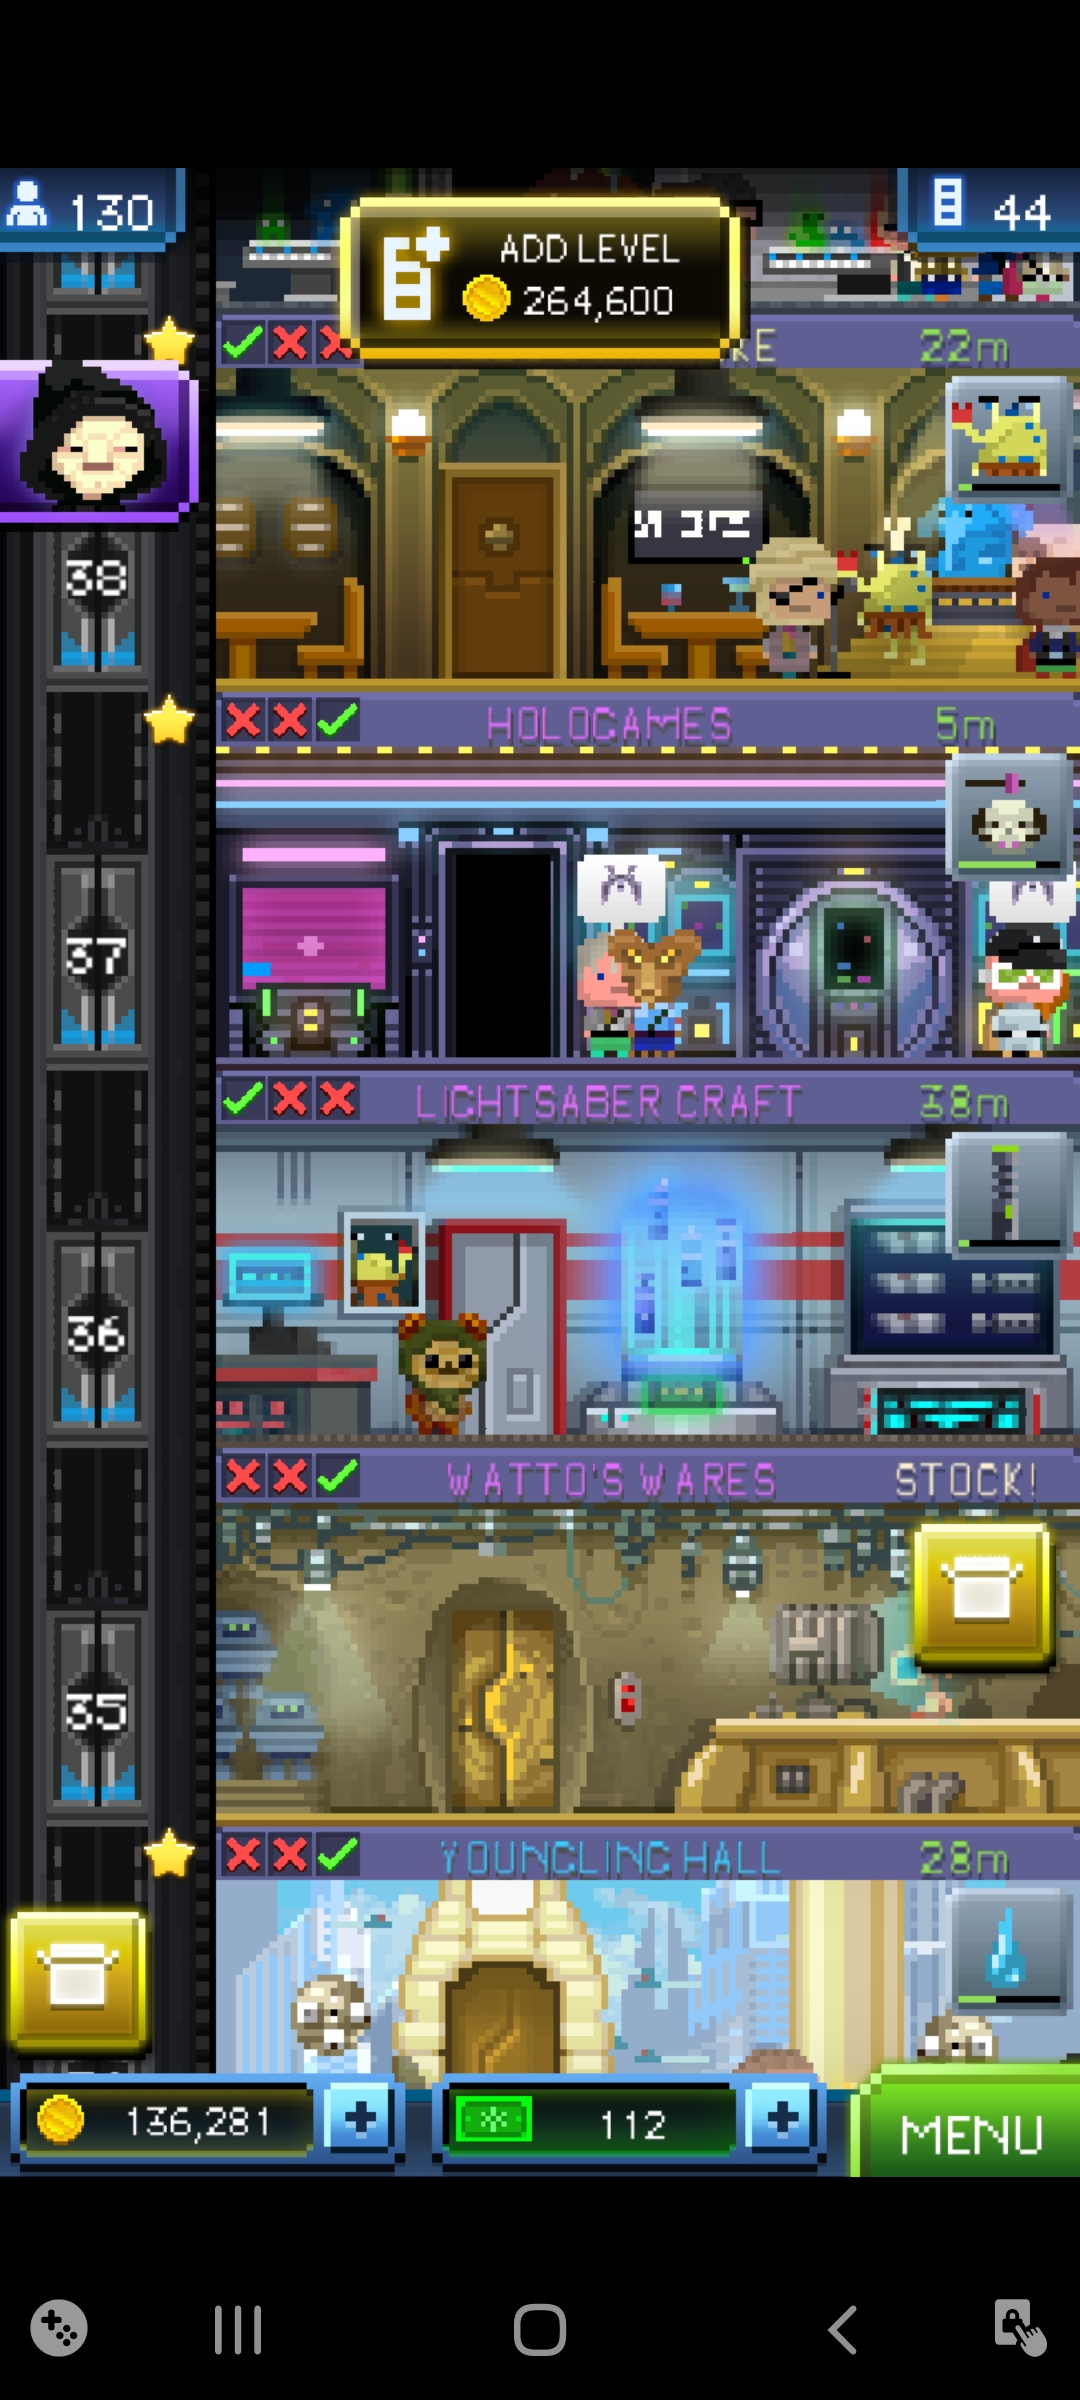 130
44
ADD LEVEL
264,600
22m
38
HOLOGAMES
5m
37
LIGHTSABER CRAFT
38m
36
WATTO'S WARES
STOCK!
35
YOUNGLING HALL
28m
136,281
112
MENU